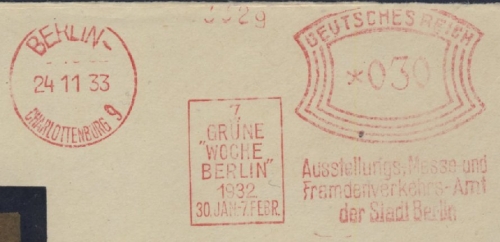 BERLIN-
24 11 33
CHARLOTTENBURG 9
7
GRÜNE
"WOCHE
BERLIN"
1932
30.JAN-7.FEBR.
DEUTSCHES REICH
*030
Ausstellungs, Messe und
Fremdenverkehrs-Amt
der Stadt Berlin